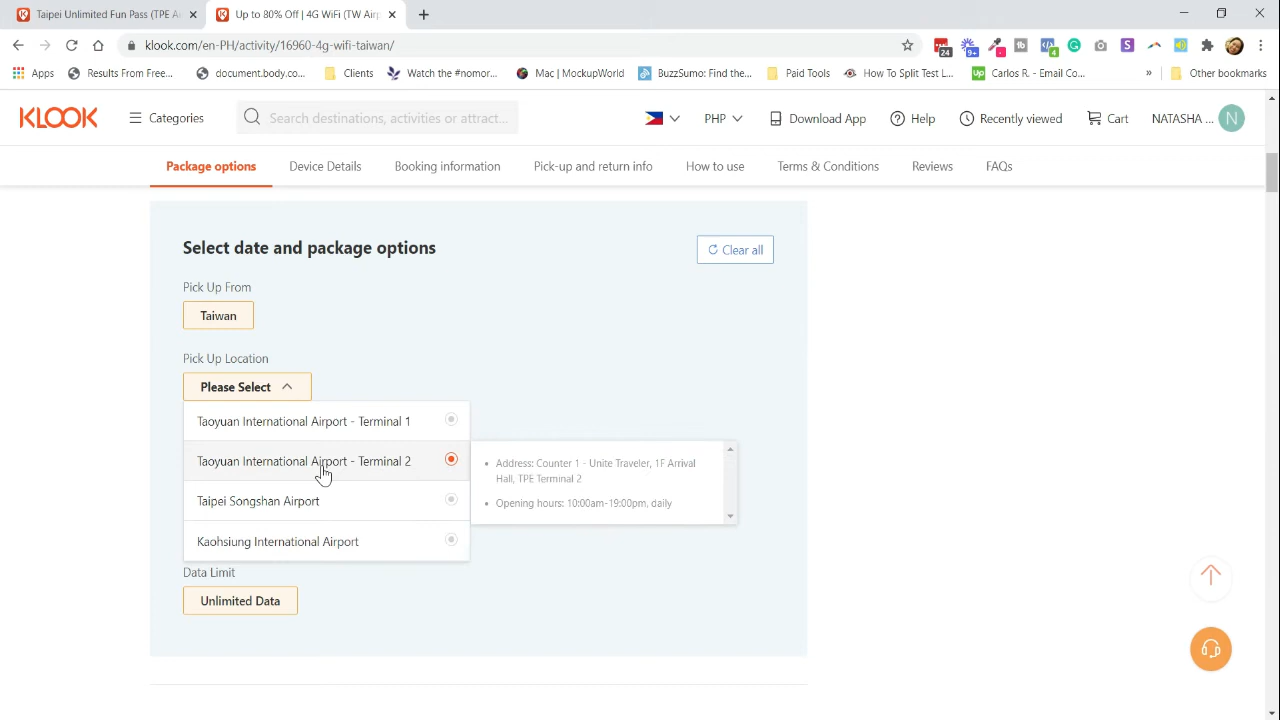 Taipei Unlimited Fun Pass (TPE Ai
Up to 80% Off | 4G WiFi (TW Airp
klook.com/en-PH/activity/16960-4g-wifi-taiwan/
24
9+
4
Apps
Results From Free...
document.bitly.co...
Clients
Watch the #nomor...
Mac | MockupWorld
BuzzSumo: Find the...
Paid Tools
How To Split Test L...
Up
Carlos R. - Email Co...
»
Other bookmarks
KLOOK
Categories
Search destinations, activities or attract...
PHP
Download App
Help
Recently viewed
Cart
NATASHA ...
N
Package options
Device Details
Booking information
Pick-up and return info
How to use
Terms & Conditions
Reviews
FAQs
Select date and package options
Clear all
Pick Up From
Taiwan
Pick Up Location
Please Select
Taoyuan International Airport - Terminal 1
Taoyuan International Airport - Terminal 2
Address: Counter 1 - Unite Traveler, 1F Arrival
Hall, TPE Terminal 2
Opening hours: 10:00am-19:00pm, daily
Taipei Songshan Airport
Kaohsiung International Airport
Data Limit
Unlimited Data